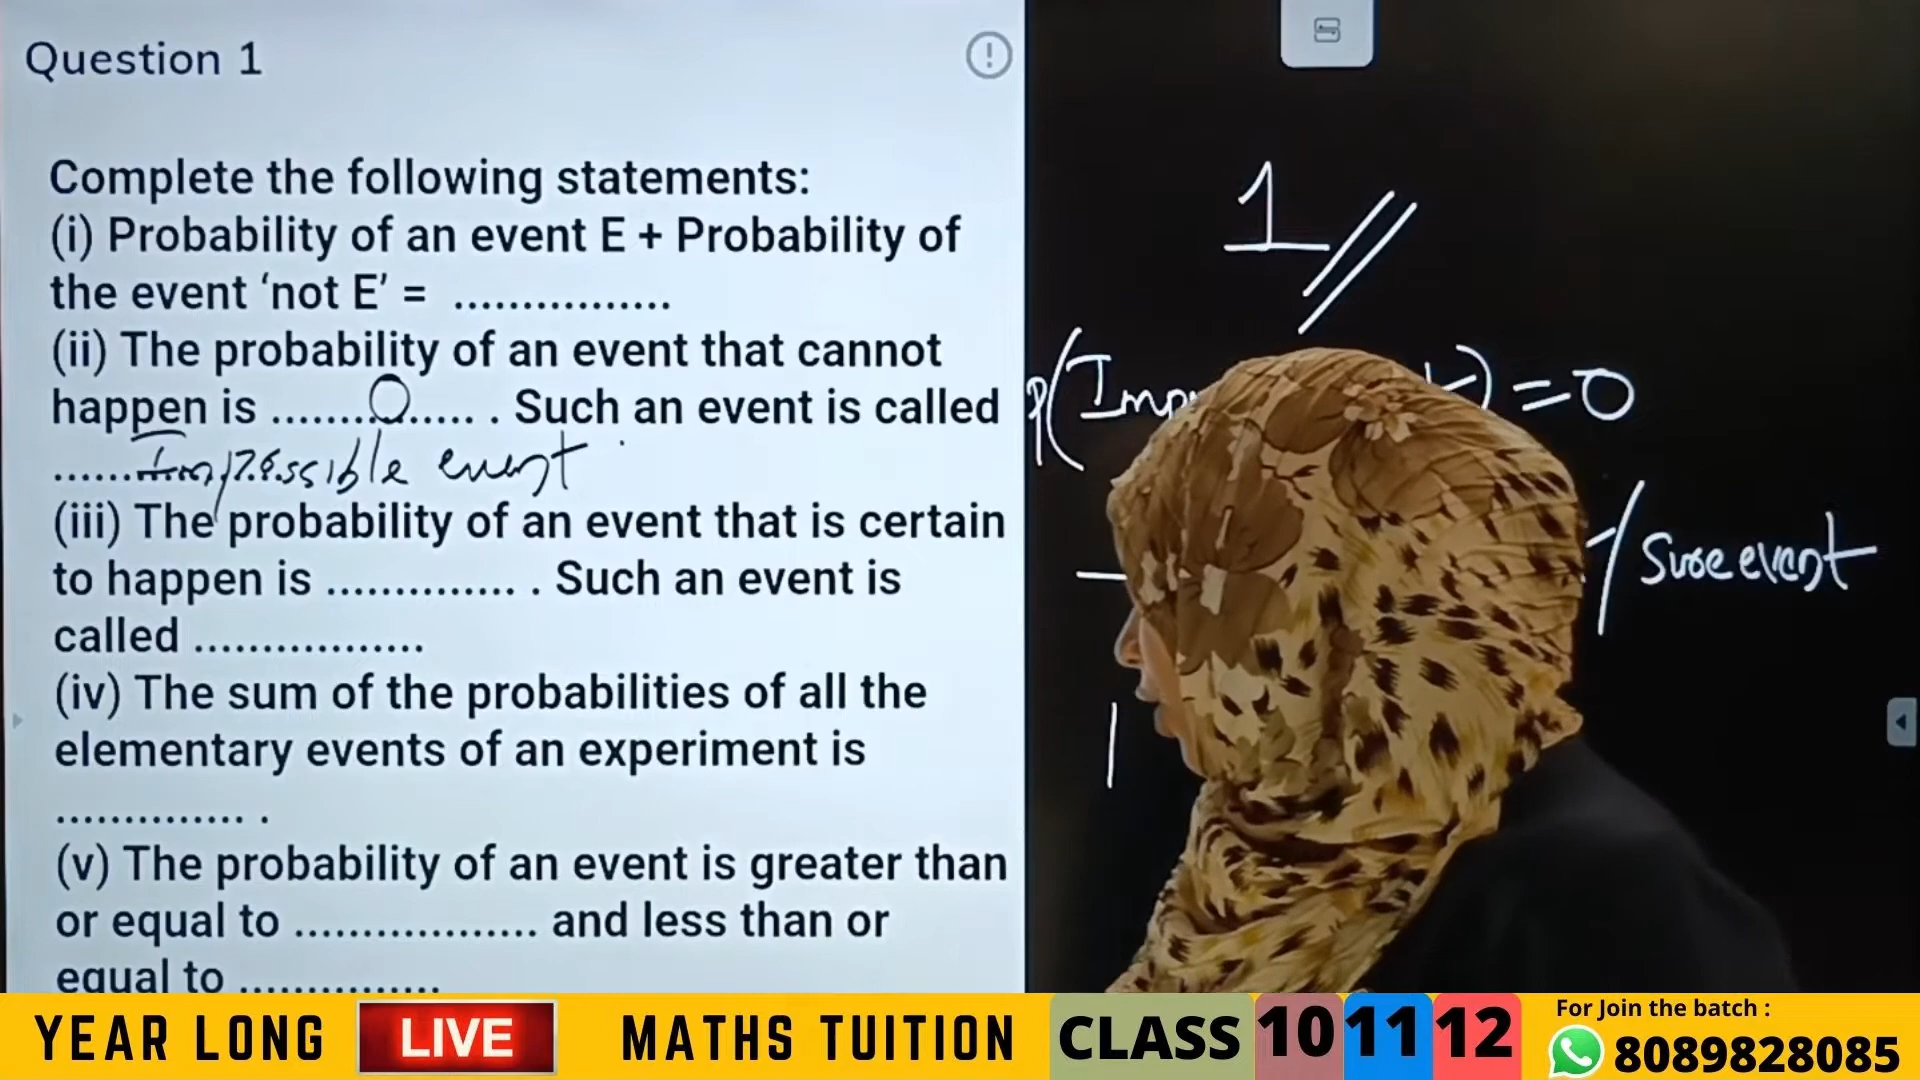 Question 1
Complete the following statements:
(i) Probability of an event E + Probability of
the event ‘not E’ = ................
(ii) The probability of an event that cannot
happen is .......0...... . Such an event is called
...... Impossible event
(iii) The probability of an event that is certain
to happen is .............. . Such an event is
called .................
(iv) The sum of the probabilities of all the
elementary events of an experiment is
.............. .
(v) The probability of an event is greater than
or equal to .................. and less than or
equal to ...............
1
=0
Sure event
1
YEAR LONG LIVE MATHS TUITION CLASS 10 11 12
For Join the batch :
8089828085